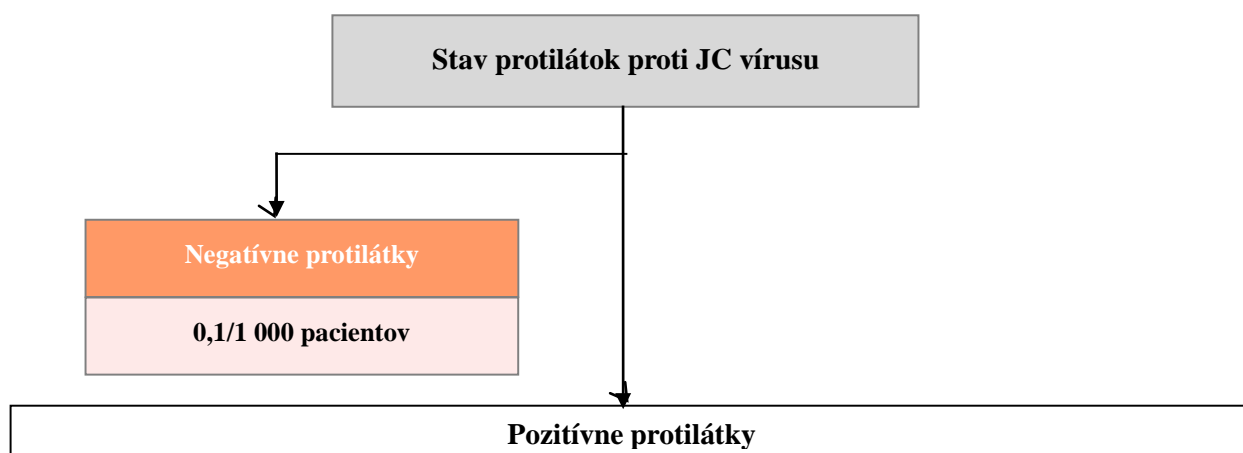 Stav protilátok proti JC vírusu
Negatívne protilátky
0,1/1 000 pacientov
Pozitívne protilátky